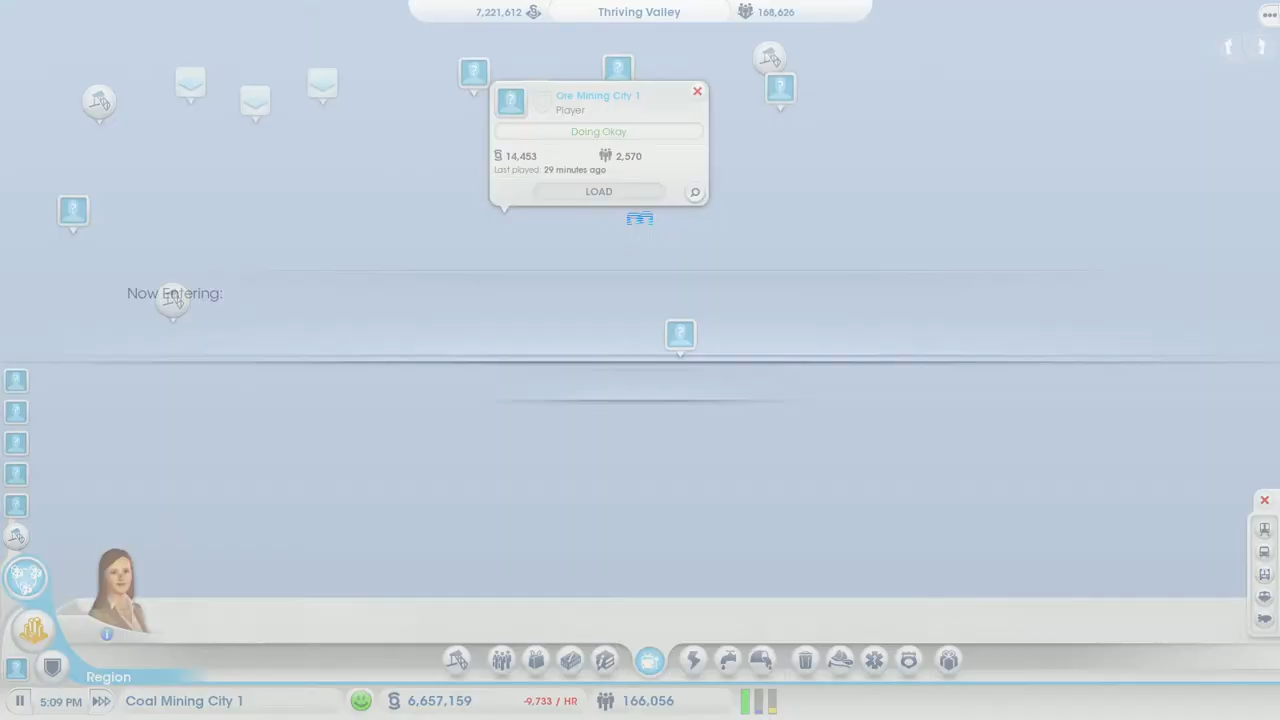 7,221,612
Thriving Valley
168,626
Ore Mining City 1
Player
Doing Okay
14,453
2,570
Last played: 29 minutes ago
LOAD
Now Entering:
Region
5:09 PM
Coal Mining City 1
6,657,159
-9,733 / HR
166,056